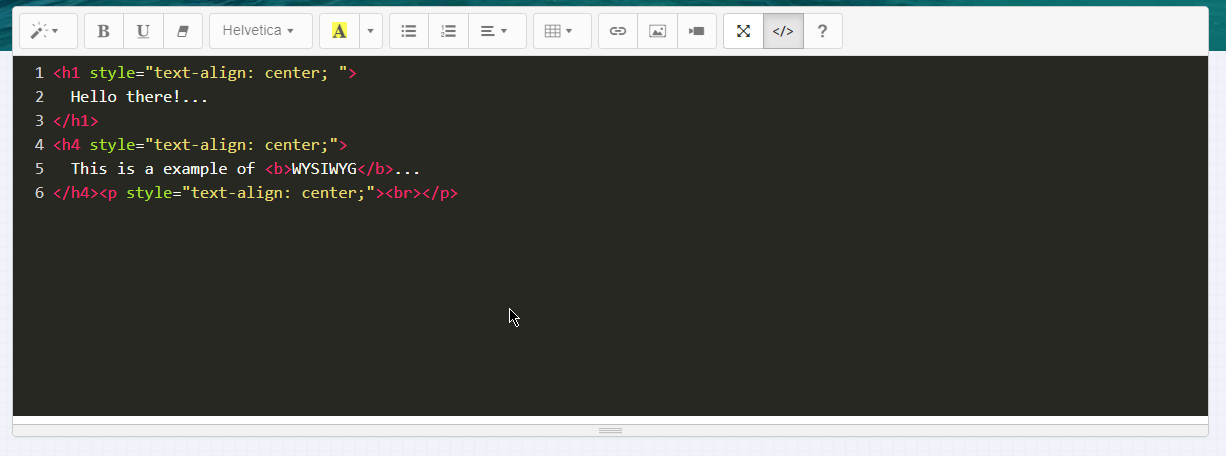 B U Helvetica A </> ?
1 <h1 style="text-align: center; ">
2   Hello there!...
3 </h1>
4 <h4 style="text-align: center;">
5   This is a example of <b>WYSIWYG</b>...
6 </h4><p style="text-align: center;"><br></p>